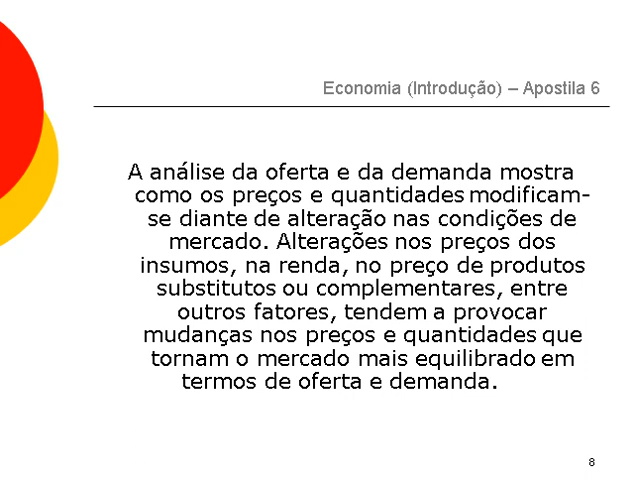 Economia (Introdução) – Apostila 6
A análise da oferta e da demanda mostra
como os preços e quantidades modificam-
se diante de alteração nas condições de
mercado. Alterações nos preços dos
insumos, na renda, no preço de produtos
substitutos ou complementares, entre
outros fatores, tendem a provocar
mudanças nos preços e quantidades que
tornam o mercado mais equilibrado em
termos de oferta e demanda.
8